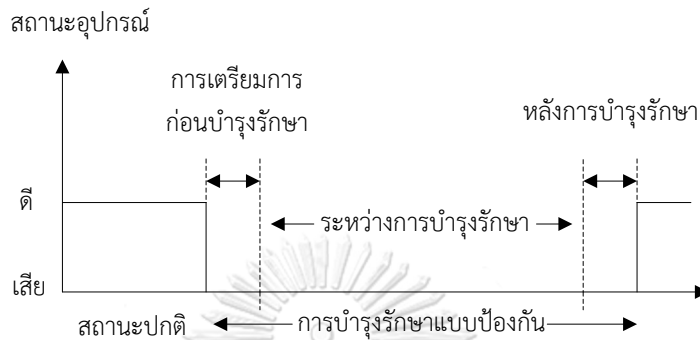 สถานะอุปกรณ์
การเตรียมการ
ก่อนบำรุงรักษา
หลังการบำรุงรักษา
ดี
ระหว่างการบำรุงรักษา
เสีย
สถานะปกติ
การบำรุงรักษาแบบป้องกัน